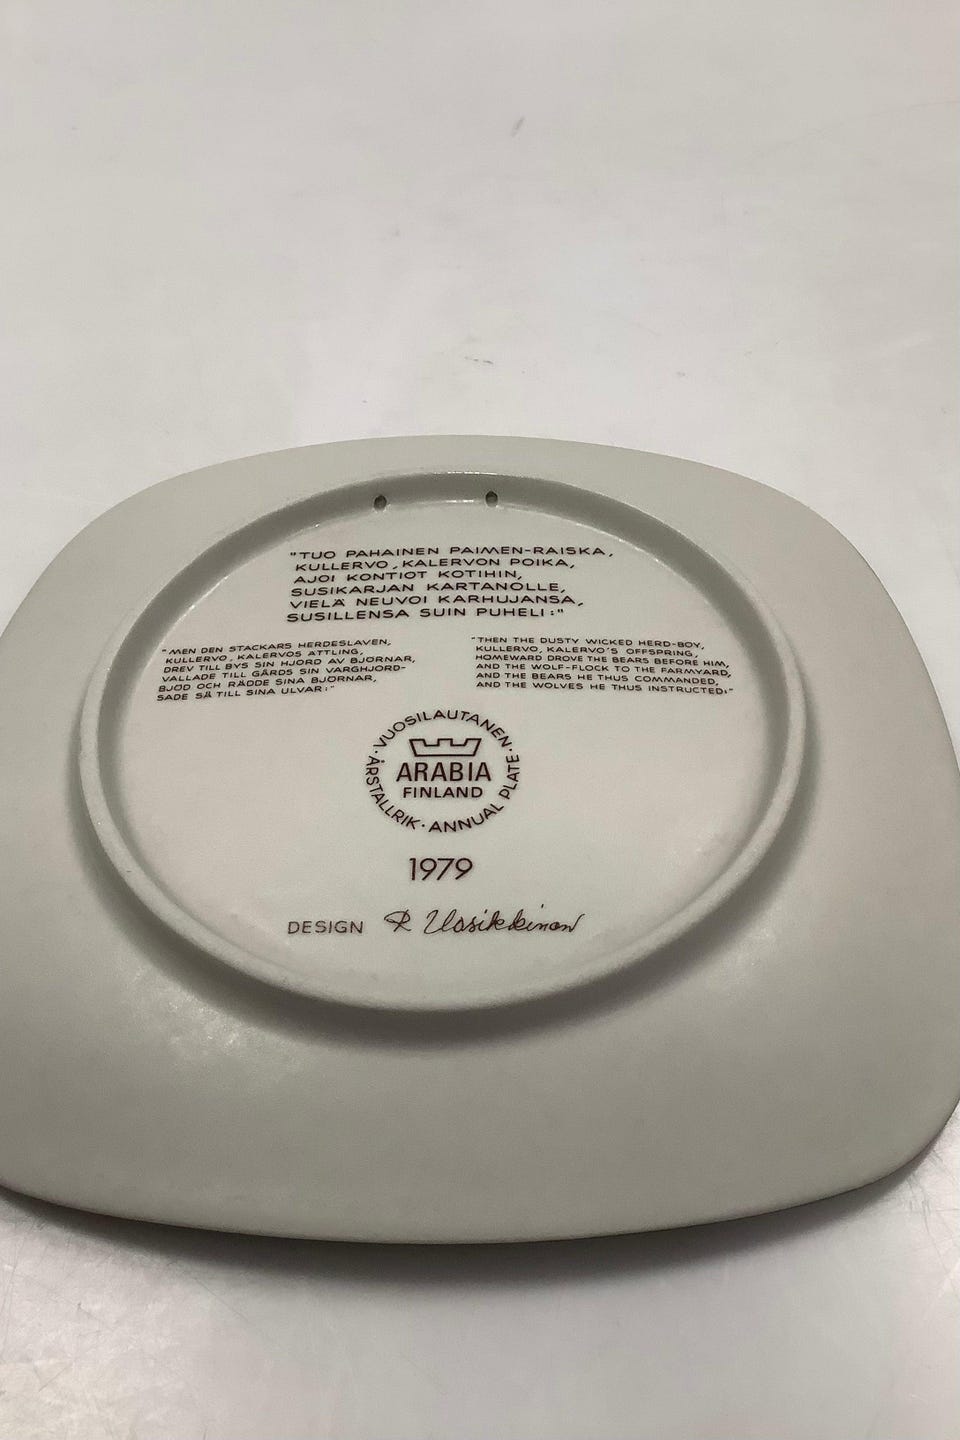 "TUO PAHAINEN PAIMEN-RAISKA,
KULLERVO, KALERVON POIKA,
AJOI KONTIOT KOTIHIN,
SUSIKARJAN KARTANOLLE,
VIELÄ NEUVOI KARHUJANSA,
SUSILLENSA SUIN PUHELI:"
"MEN DEN STACKARS HERDESLAVEN,
KULLERVO, KALERVOS ÄTTLING,
DREV TILL BYS SIN HJORD AV BJÖRNAR,
VALLADE TILL GÅRDS SIN VARGHJORD-
BJÖD OCH RÄDDE SINA BJÖRNAR,
SADE SÅ TILL SINA ULVAR:"
"THEN THE DUSTY WICKED HERD-BOY,
KULLERVO, KALERVO'S OFFSPRING,
HOMEWARD DROVE THE BEARS BEFORE HIM,
AND THE WOLF-FLOCK TO THE FARMYARD,
AND THE BEARS HE THUS COMMANDED,
AND THE WOLVES HE THUS INSTRUCTED:"
·VUOSILAUTANEN·
ARABIA
FINLAND
ÅRSTALLRIK·ANNUAL PLATE
1979
DESIGN R Uosikkinen